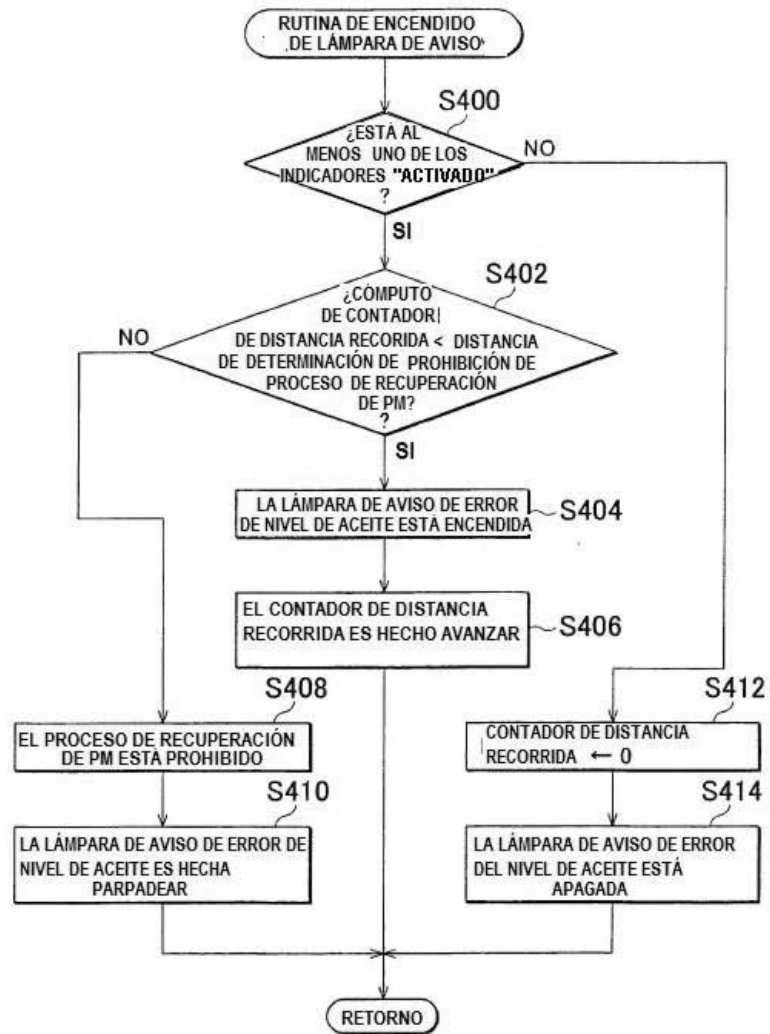 RUTINA DE ENCENDIDO
DE LÁMPARA DE AVISO
S400
¿ESTÁ AL
MENOS UNO DE LOS
INDICADORES "ACTIVADO"
?
NO
SI
S402
¿CÓMPUTO
DE CONTADOR
DE DISTANCIA RECORIDA < DISTANCIA
DE DETERMINACIÓN DE PROHIBICIÓN DE
PROCESO DE RECUPERACIÓN
DE PM?
?
NO
SI
LA LÁMPARA DE AVISO DE ERROR
DE NIVEL DE ACEITE ESTÁ ENCENDIDA
S404
EL CONTADOR DE DISTANCIA
RECORRIDA ES HECHO AVANZAR
S406
S408
EL PROCESO DE RECUPERACIÓN
DE PM ESTÁ PROHIBIDO
S410
LA LÁMPARA DE AVISO DE ERROR DE
NIVEL DE ACEITE ES HECHA
PARPADEAR
S412
CONTADOR DE DISTANCIA
RECORRIDA ← 0
S414
LA LÁMPARA DE AVISO DE ERROR
DEL NIVEL DE ACEITE ESTÁ
APAGADA
RETORNO